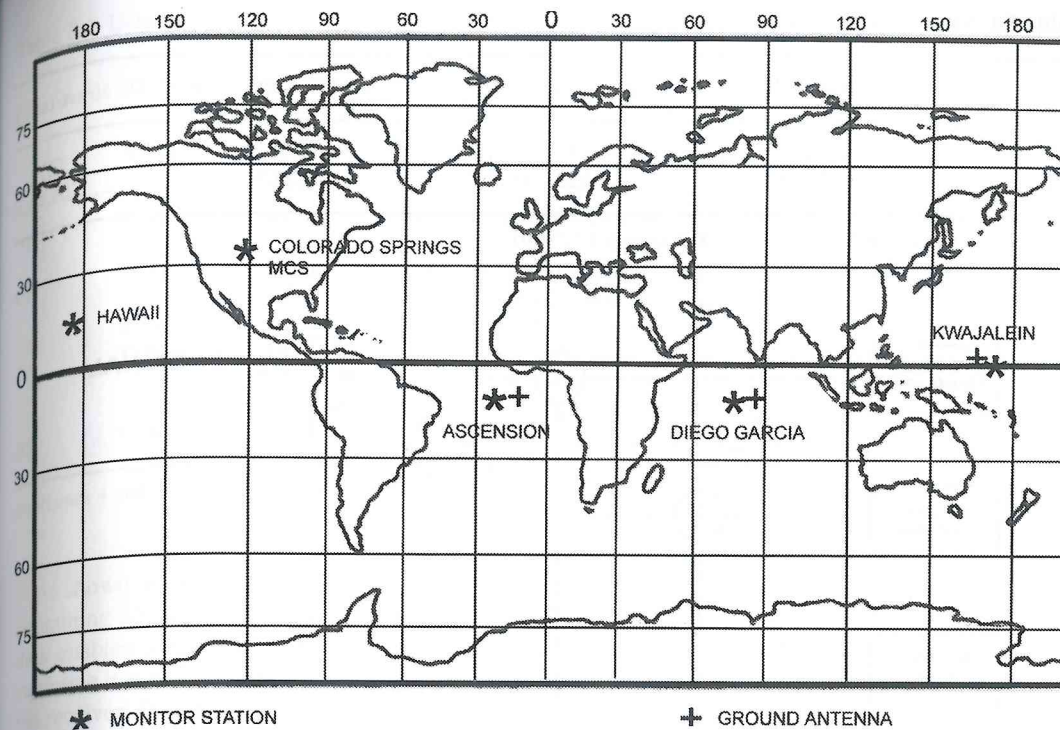 180 150 120 90 60 30 0 30 60 90 120 150 180
75
60
COLORADO SPRINGS
MCS
30
HAWAII
KWAJALEIN
0
ASCENSION
DIEGO GARCIA
30
60
75
MONITOR STATION
GROUND ANTENNA